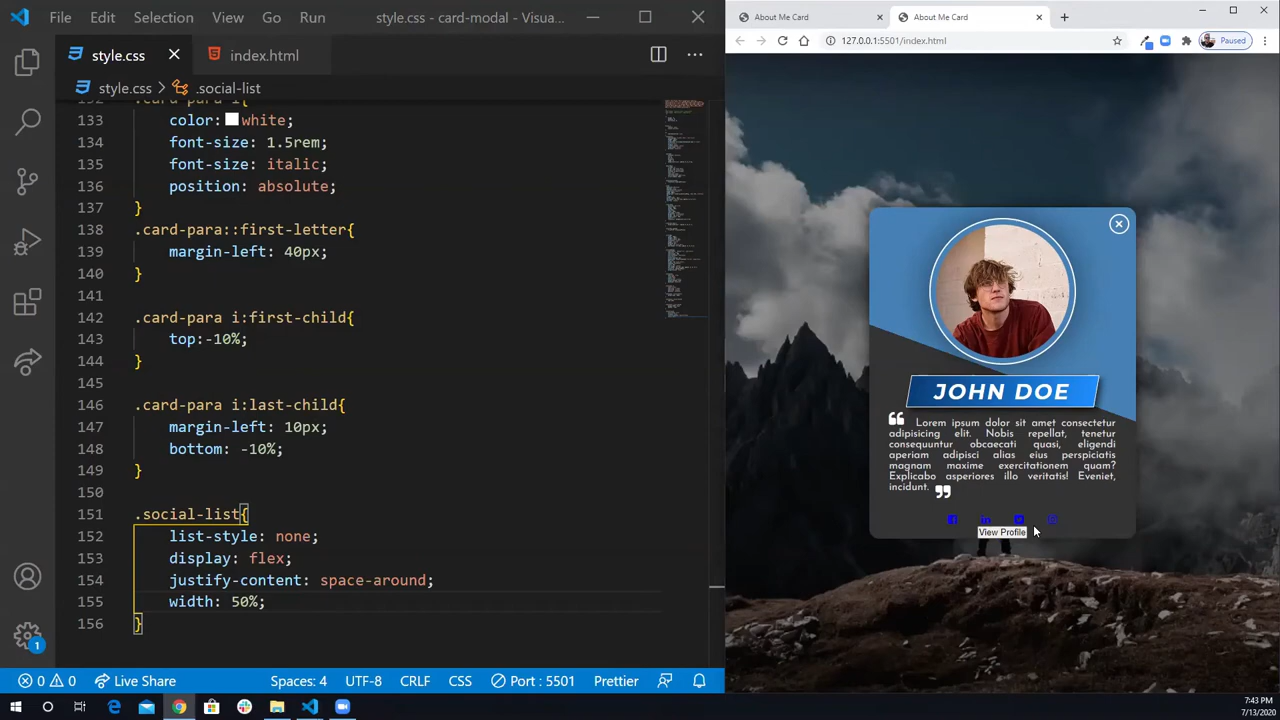 File Edit Selection View Go Run style.css - card-modal - Visua...
style.css index.html
style.css > .social-list
132 .card-para i{
133 color: white;
134 font-size: 1.5rem;
135 font-size: italic;
136 position: absolute;
137 }
138 .card-para::first-letter{
139 margin-left: 40px;
140 }
141
142 .card-para i:first-child{
143 top:-10%;
144 }
145
146 .card-para i:last-child{
147 margin-left: 10px;
148 bottom: -10%;
149 }
150
151 .social-list{
152 list-style: none;
153 display: flex;
154 justify-content: space-around;
155 width: 50%;
156 }
1
0 0 Live Share Spaces: 4 UTF-8 CRLF CSS Port : 5501 Prettier
About Me Card About Me Card
127.0.0.1:5501/index.html Paused
JOHN DOE
Lorem ipsum dolor sit amet consectetur
adipisicing elit. Nobis repellat, tenetur
consequuntur obcaecati quasi, eligendi
aperiam adipisci alias eius perspiciatis
magnam maxime exercitationem quam?
Explicabo asperiores illo veritatis! Eveniet,
incidunt.
View Profile
7:43 PM
7/13/2020